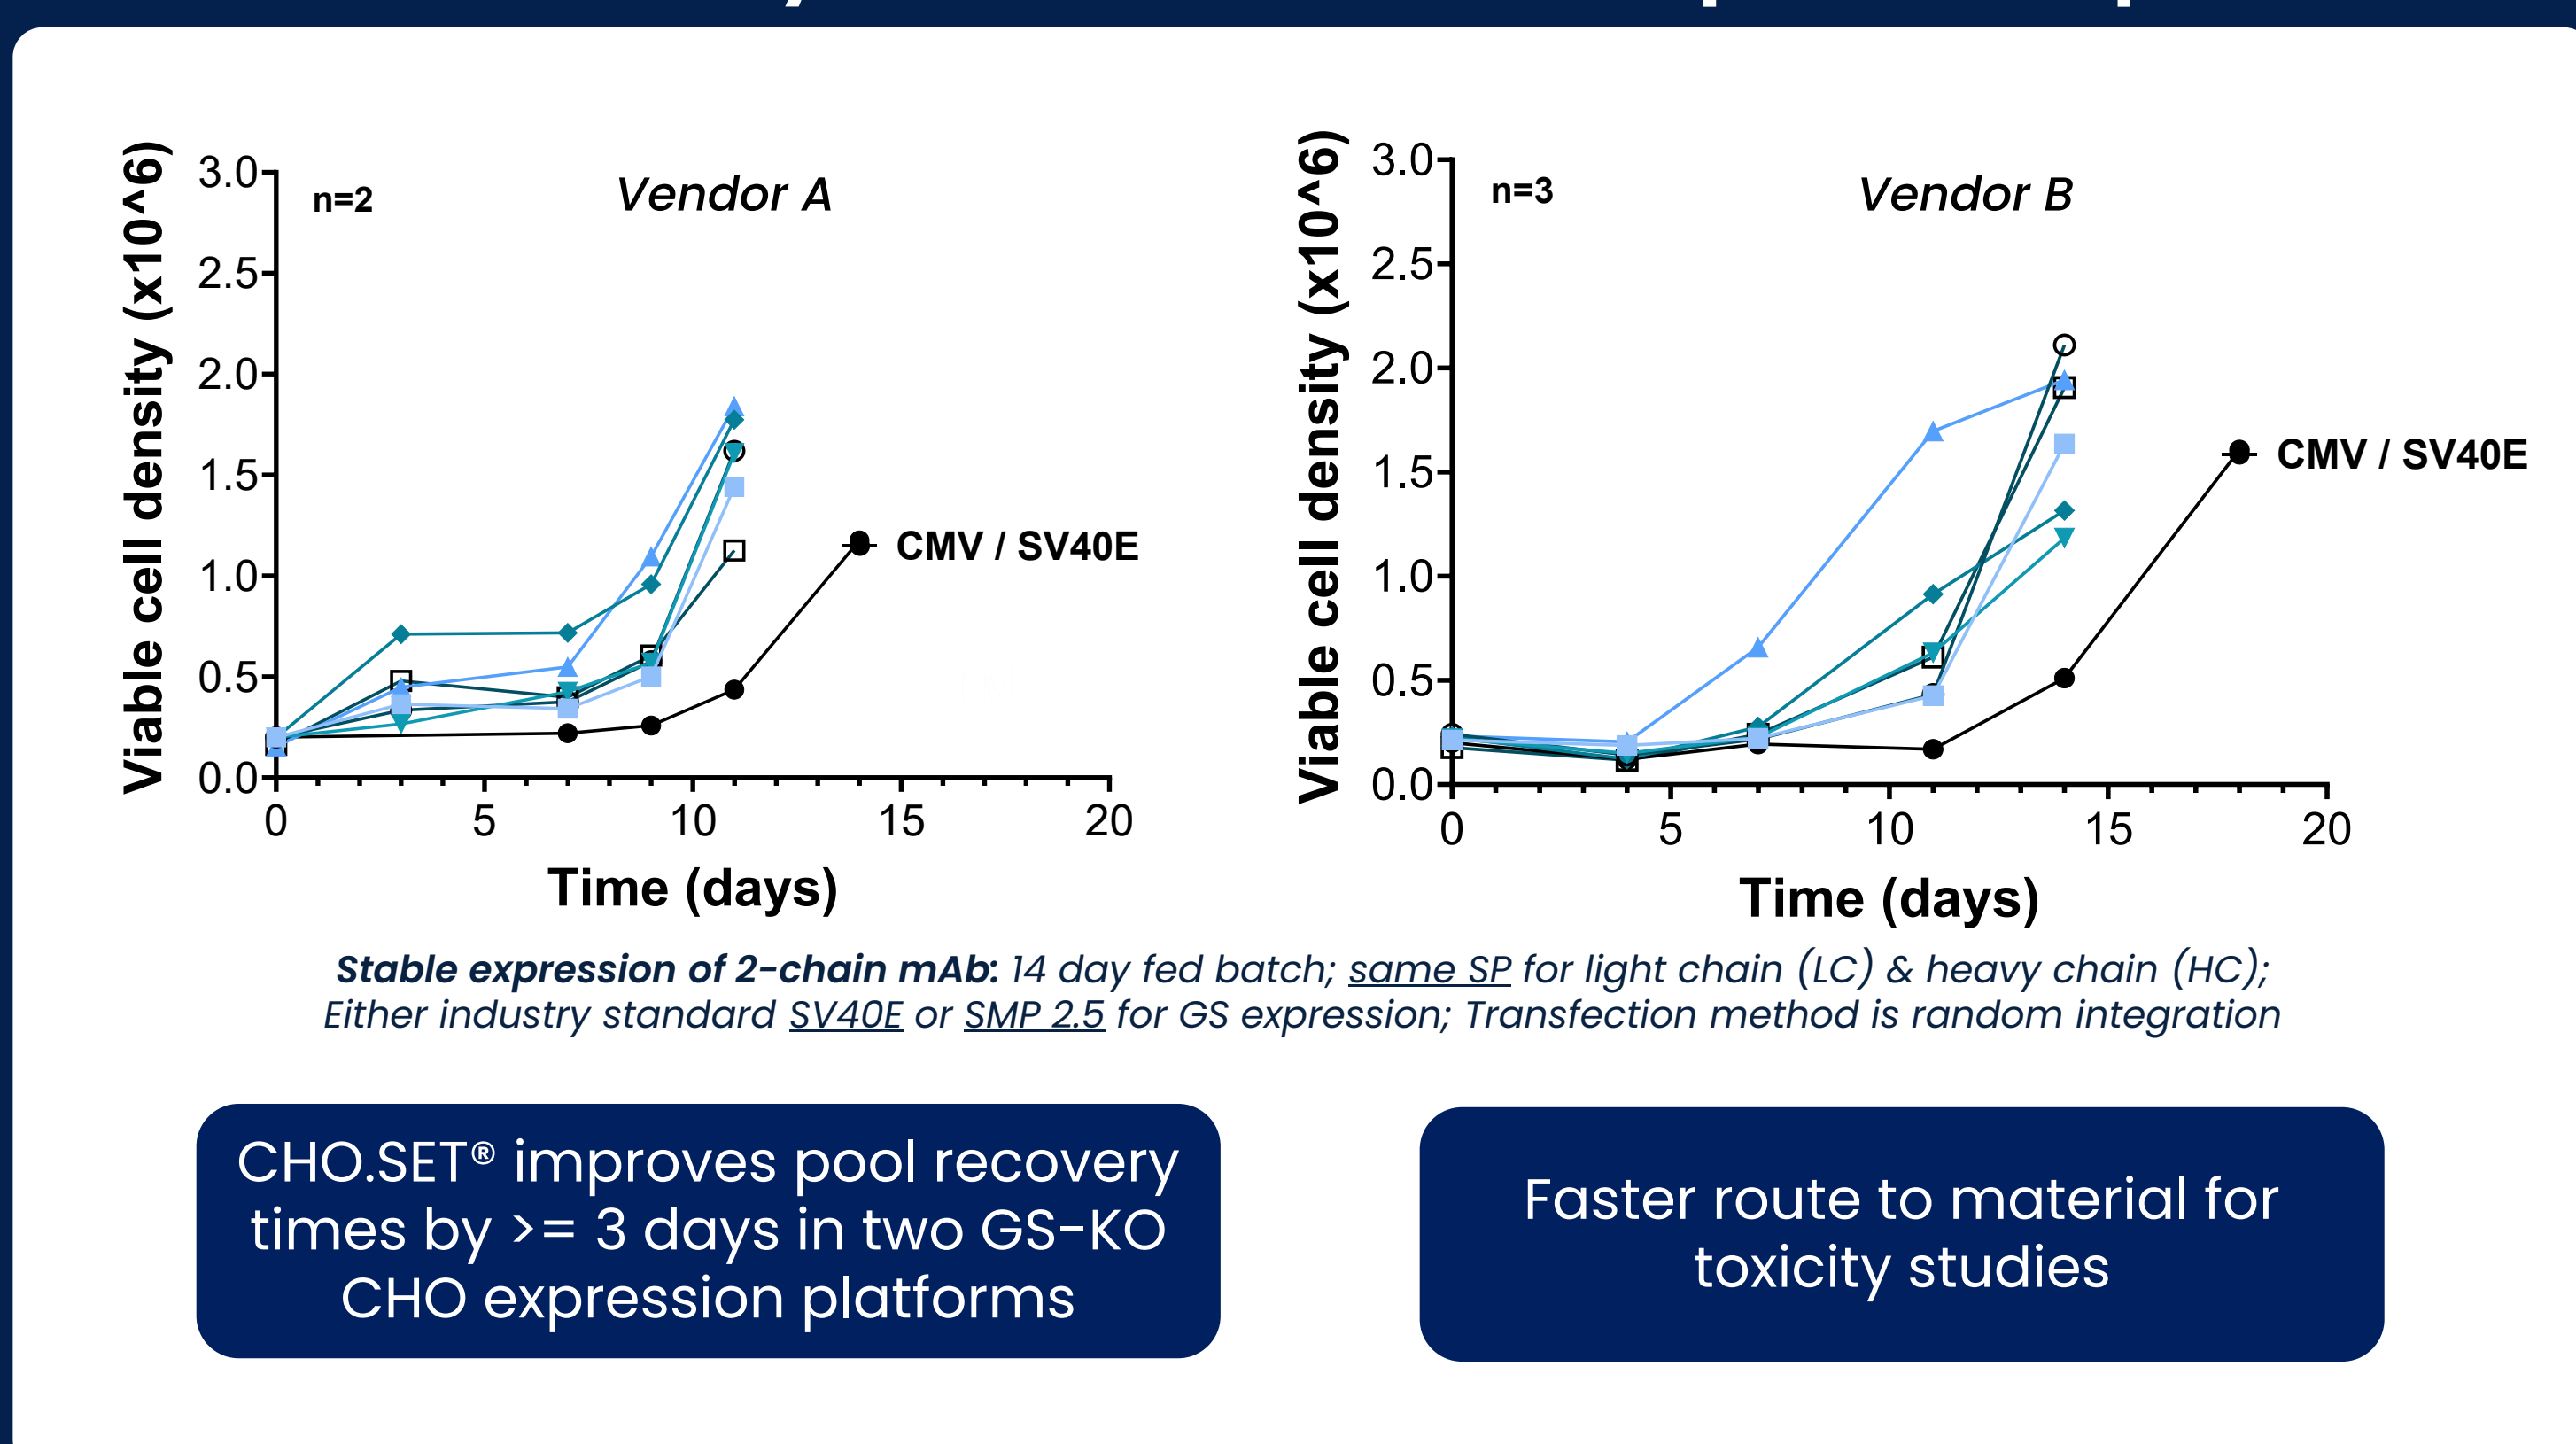 Viable cell density (x10^6)
3.0
2.5
2.0
1.5
1.0
0.5
0.0
n=2
Vendor A
CMV / SV40E
0
5
10
15
20
Time (days)
Viable cell density (x10^6)
3.0
2.5
2.0
1.5
1.0
0.5
0.0
n=3
Vendor B
CMV / SV40E
0
5
10
15
20
Time (days)
Stable expression of 2-chain mAb: 14 day fed batch; same SP for light chain (LC) & heavy chain (HC);
Either industry standard SV40E or SMP 2.5 for GS expression; Transfection method is random integration
CHO.SET® improves pool recovery
times by >= 3 days in two GS-KO
CHO expression platforms
Faster route to material for
toxicity studies